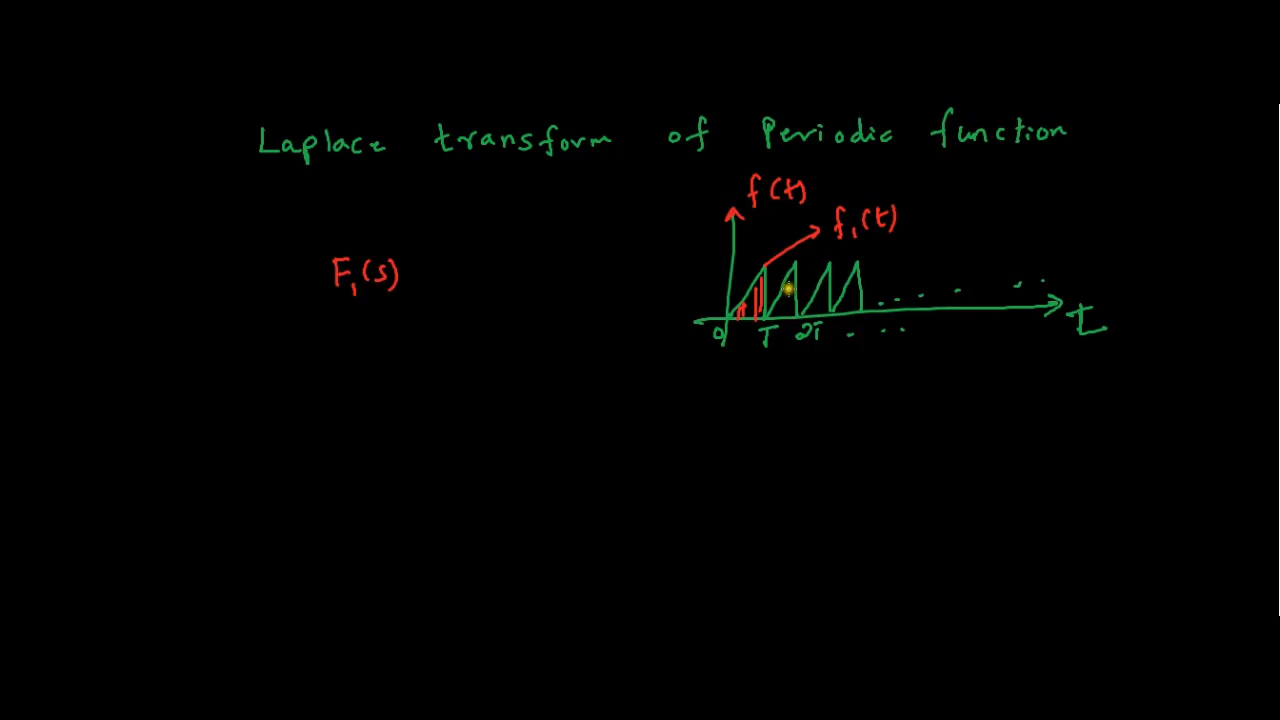 Laplace transform of Periodic function
f(t)
f₁(t)
F₁(s)
0 T 2T . . .
t